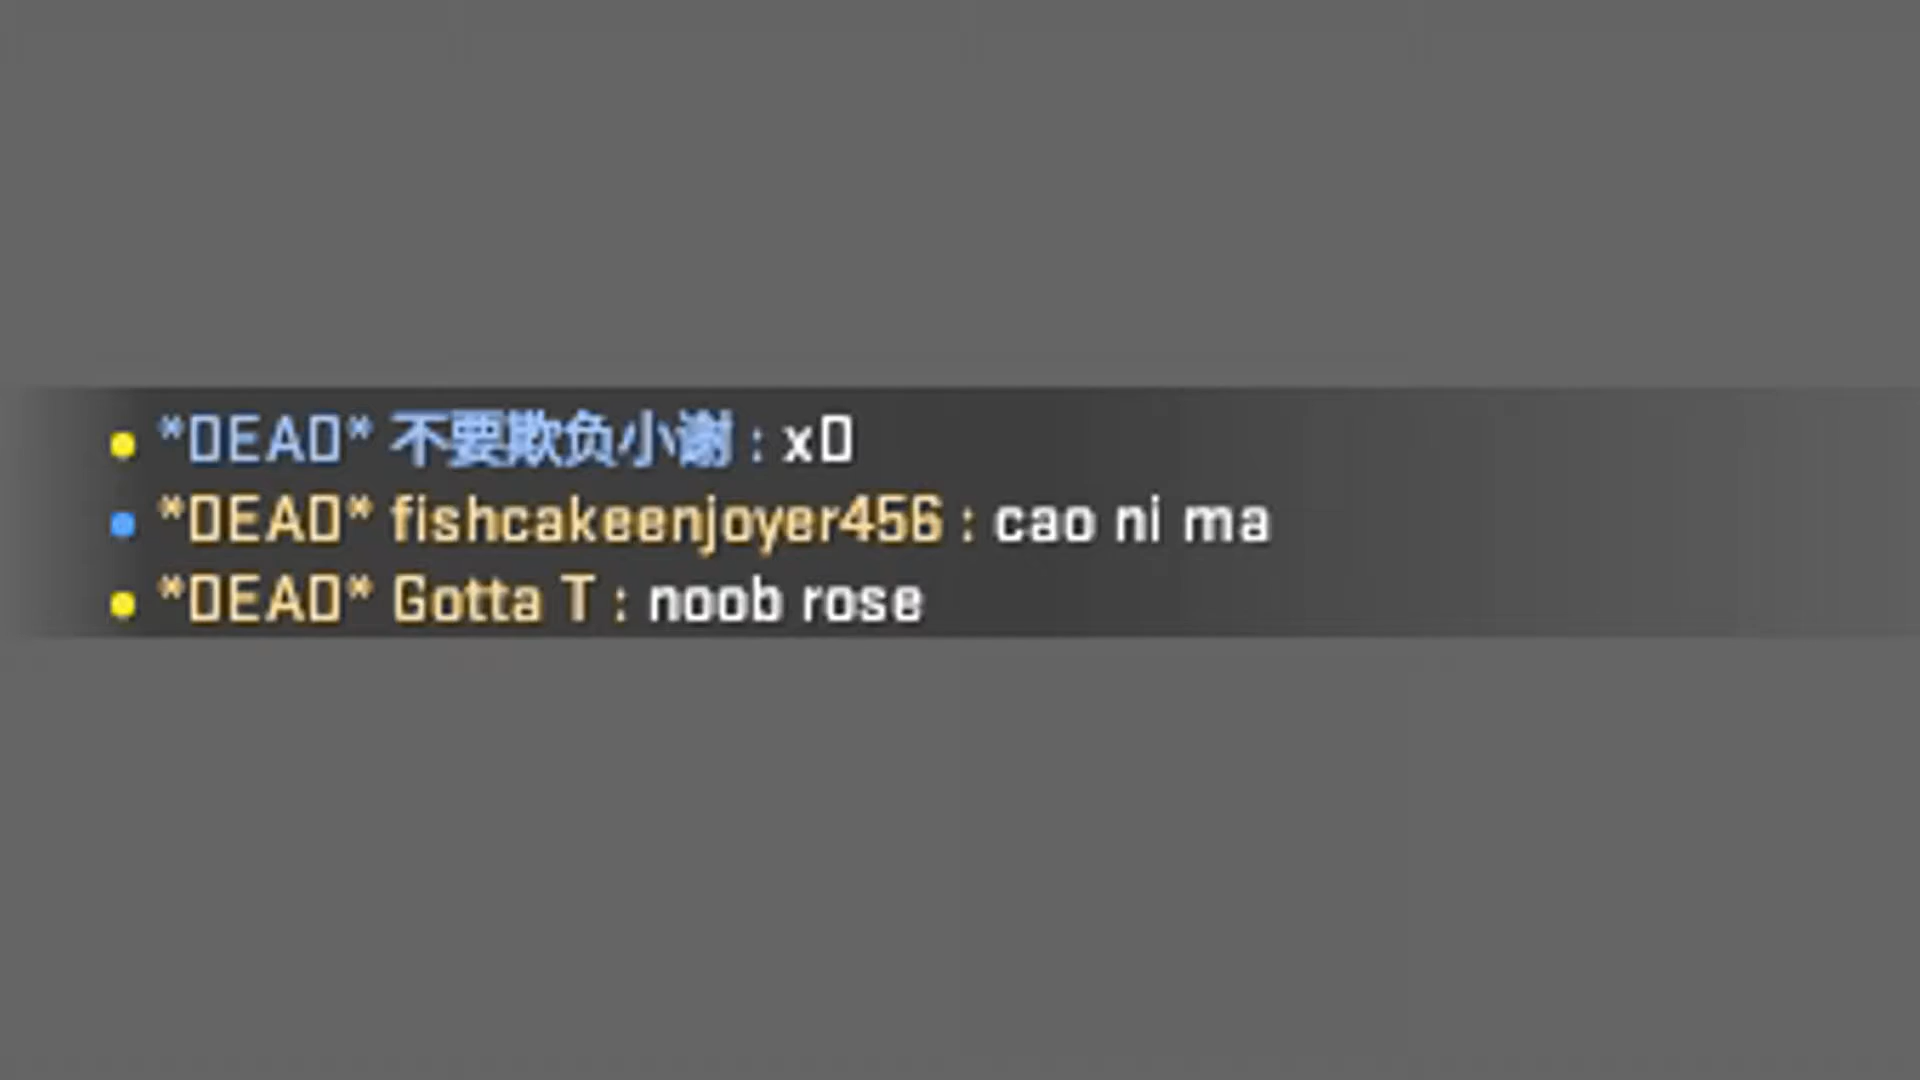 *DEAD* 不要欺负小谢 : xD
*DEAD* fishcakeenjoyer456 : cao ni ma
*DEAD* Gotta T : noob rose